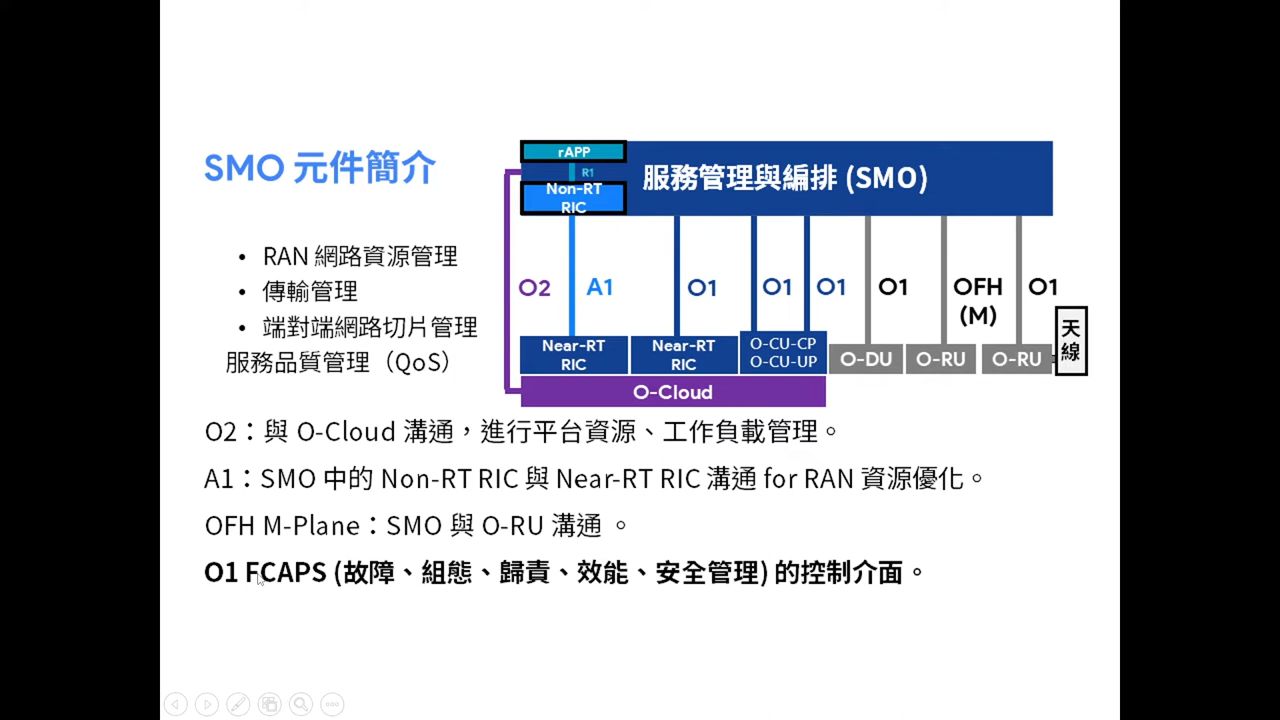 SMO 元件簡介
rAPP
R1
Non-RT
RIC
服務管理與編排 (SMO)
• RAN 網路資源管理
• 傳輸管理
• 端對端網路切片管理
服務品質管理（QoS）
O2
A1
O1
O1
O1
O1
OFH
(M)
O1
天
線
Near-RT
RIC
Near-RT
RIC
O-CU-CP
O-CU-UP
O-DU
O-RU
O-RU
O-Cloud
O2：與 O-Cloud 溝通，進行平台資源、工作負載管理。
A1：SMO 中的 Non-RT RIC 與 Near-RT RIC 溝通 for RAN 資源優化。
OFH M-Plane：SMO 與 O-RU 溝通 。
O1 FCAPS (故障、組態、歸責、效能、安全管理) 的控制介面。